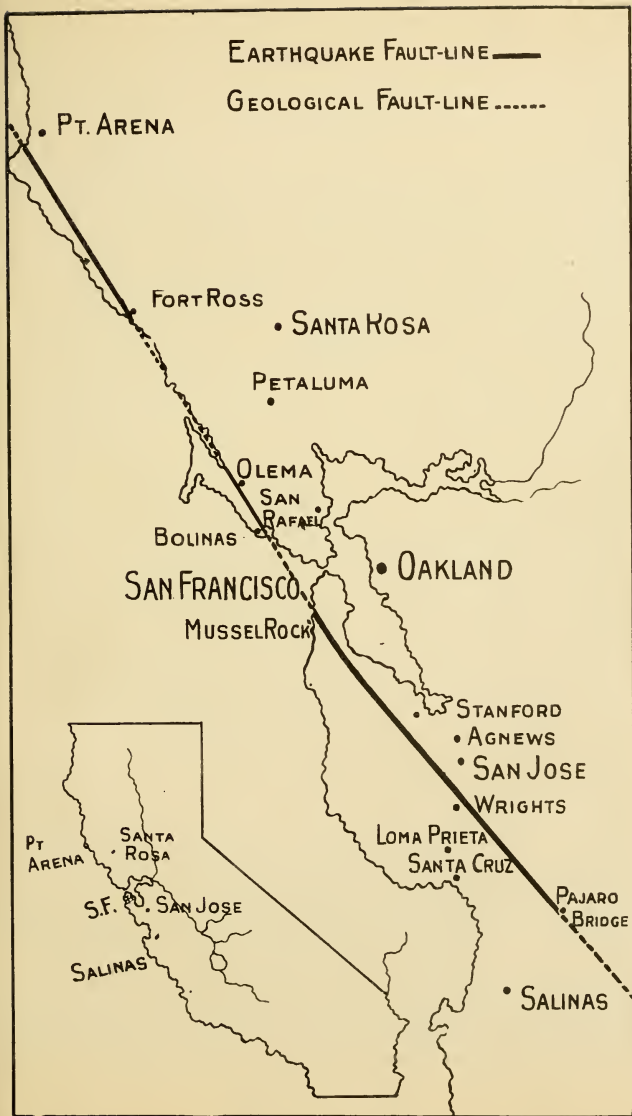 EARTHQUAKE FAULT-LINE
GEOLOGICAL FAULT-LINE
PT. ARENA
FORT ROSS
SANTA ROSA
PETALUMA
OLEMA
SAN
RAFAEL
BOLINAS
OAKLAND
SAN FRANCISCO
MUSSEL ROCK
STANFORD
AGNEWS
SAN JOSE
WRIGHTS
LOMA PRIETA
SANTA CRUZ
PAJARO
BRIDGE
SALINAS
PT
ARENA
SANTA
ROSA
S.F.
SAN JOSE
SALINAS